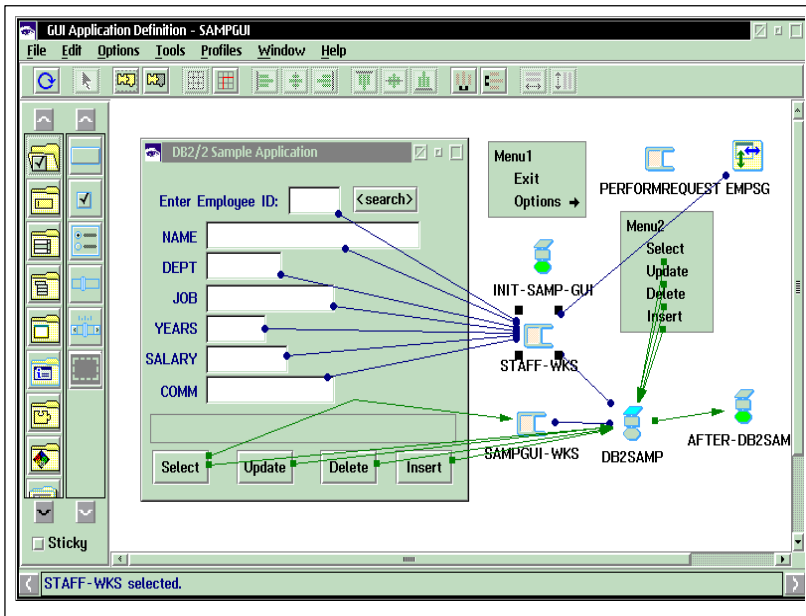 GUI Application Definition - SAMPGUI
File Edit Options Tools Profiles Window Help
DB2/2 Sample Application
Enter Employee ID: <search>
NAME
DEPT
JOB
YEARS
SALARY
COMM
Select Update Delete Insert
Menu1
Exit
Options
PERFORMREQUEST EMPSG
Menu2
Select
Update
Delete
Insert
INIT-SAMP-GUI
STAFF-WKS
SAMPGUI-WKS
DB2SAMP
AFTER-DB2SAM
Sticky
STAFF-WKS selected.